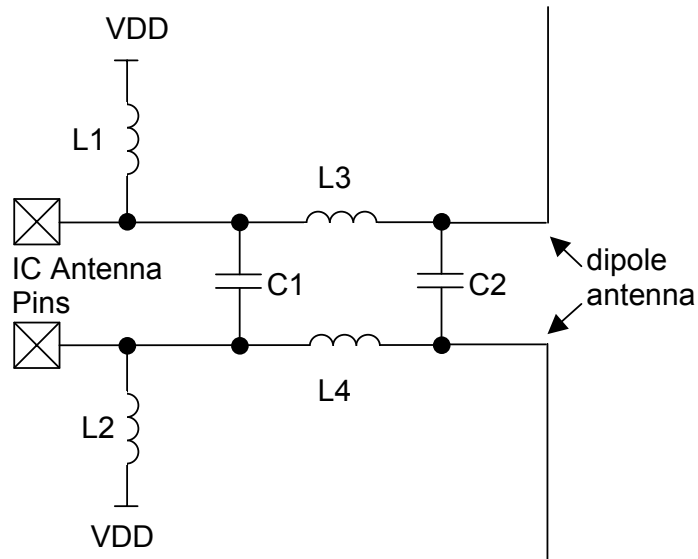 VDD
L1
L3
IC Antenna
Pins
C1
C2
dipole
antenna
L4
L2
VDD